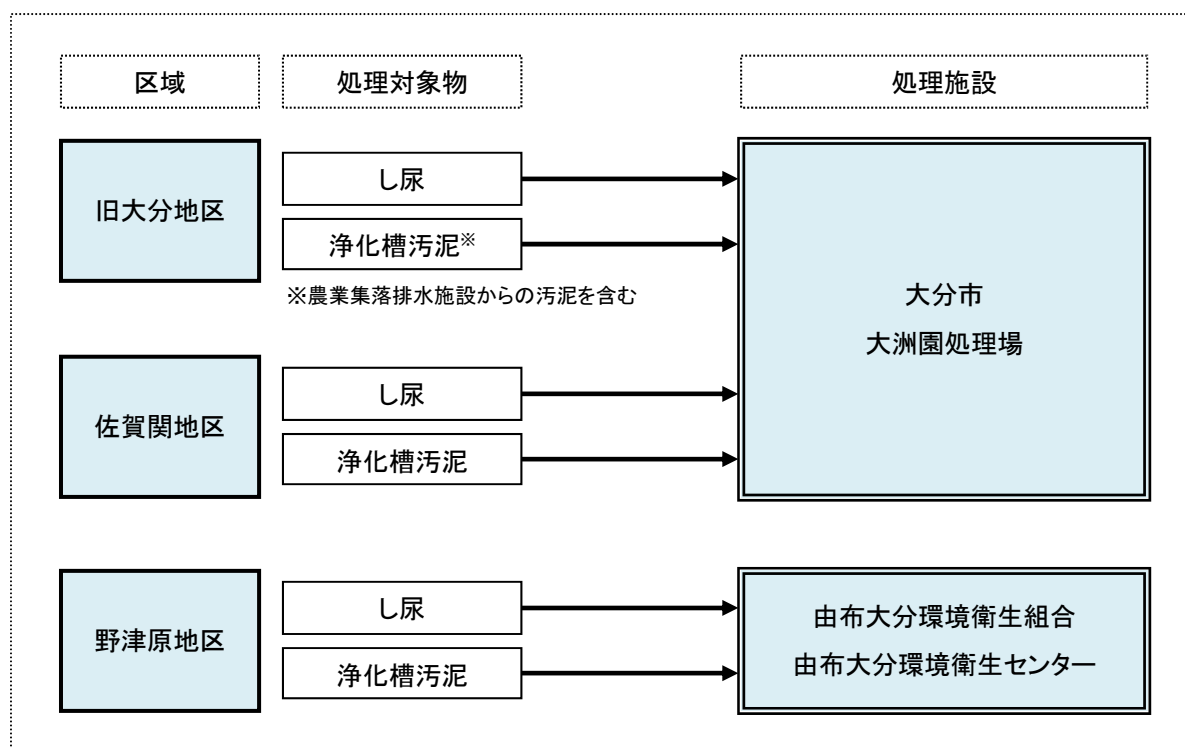 区域
処理対象物
処理施設
旧大分地区
し尿
浄化槽汚泥※
※農業集落排水施設からの汚泥を含む
大分市
大洲園処理場
佐賀関地区
し尿
浄化槽汚泥
野津原地区
し尿
浄化槽汚泥
由布大分環境衛生組合
由布大分環境衛生センター